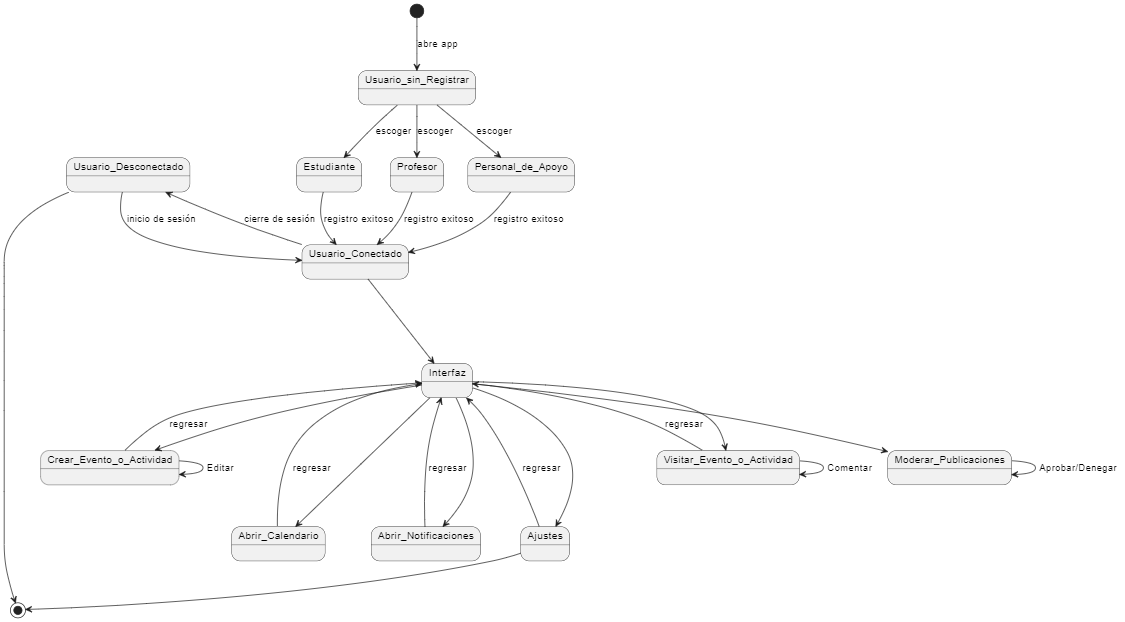 abre app
Usuario_sin_Registrar
escoger
escoger
escoger
Usuario_Desconectado
Estudiante
Profesor
Personal_de_Apoyo
inicio de sesión
cierre de sesión
registro exitoso
registro exitoso
registro exitoso
Usuario_Conectado
Interfaz
regresar
regresar
Crear_Evento_o_Actividad
Editar
regresar
regresar
regresar
Visitar_Evento_o_Actividad
Comentar
Moderar_Publicaciones
Aprobar/Denegar
Abrir_Calendario
Abrir_Notificaciones
Ajustes